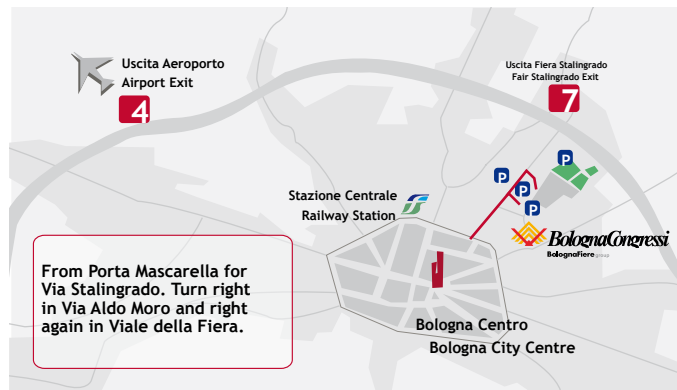 Uscita Aeroporto
Airport Exit
4
Uscita Fiera Stalingrado
Fair Stalingrado Exit
7
P
P
P
P
Stazione Centrale
Railway Station
BolognaCongressi
BolognaFiere group
From Porta Mascarella for
Via Stalingrado. Turn right
in Via Aldo Moro and right
again in Viale della Fiera.
Bologna Centro
Bologna City Centre